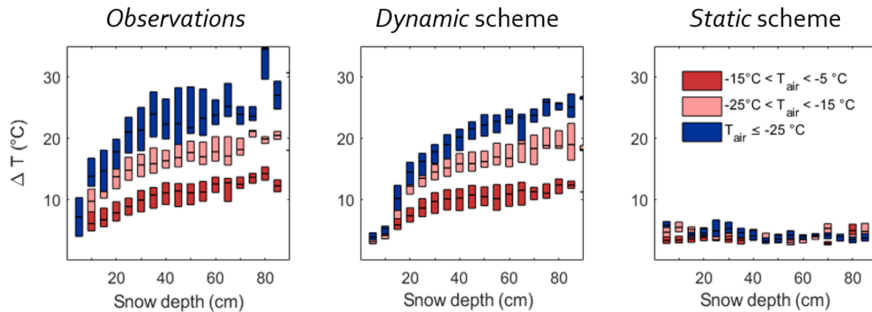 Observations
Dynamic scheme
Static scheme
Δ T (°C)
30
20
10
20 40 60 80
Snow depth (cm)
30
20
10
20 40 60 80
Snow depth (cm)
30
20
10
20 40 60 80
Snow depth (cm)
-15°C < Tair < -5 °C
-25°C < Tair < -15 °C
Tair ≤ -25 °C